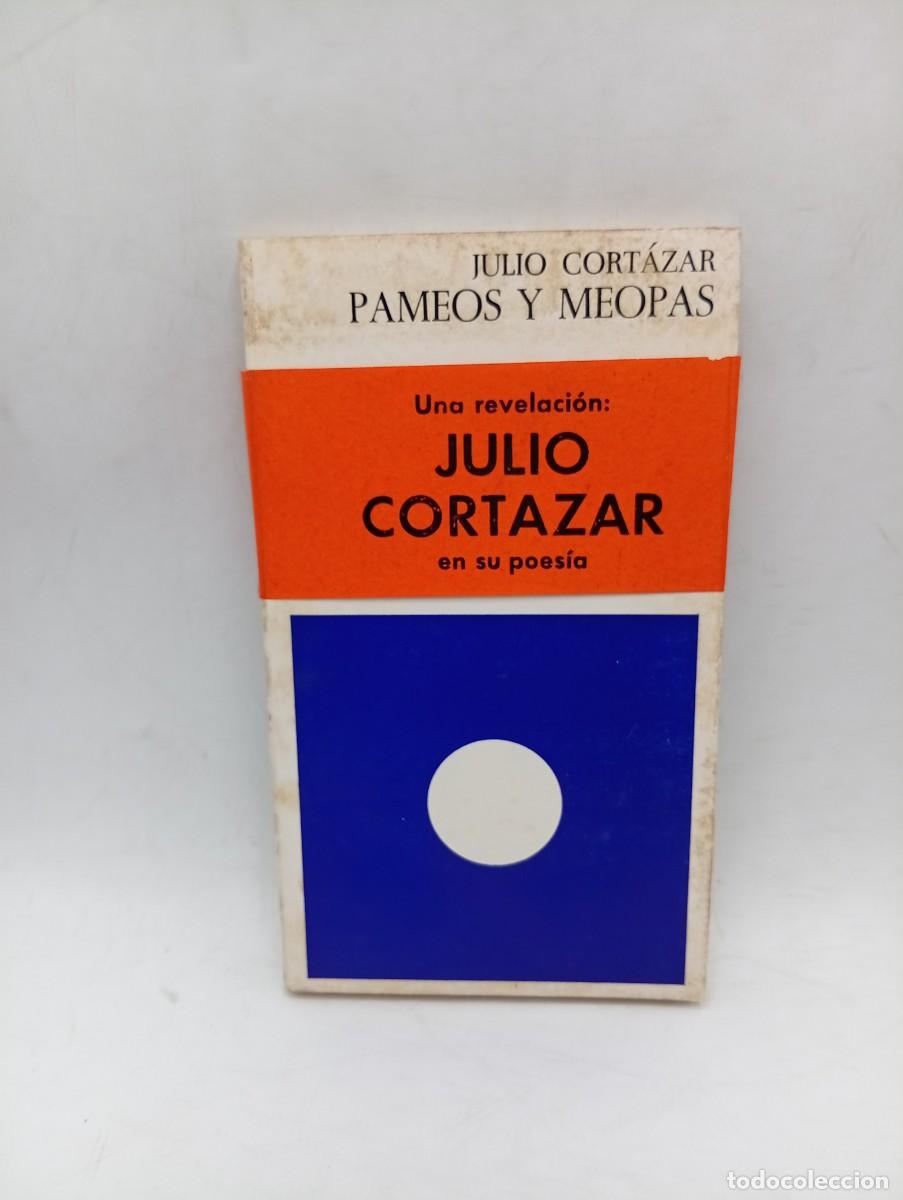 JULIO CORTÁZAR
PAMEOS Y MEOPAS
Una revelación:
JULIO
CORTAZAR
en su poesía
todocoleccion